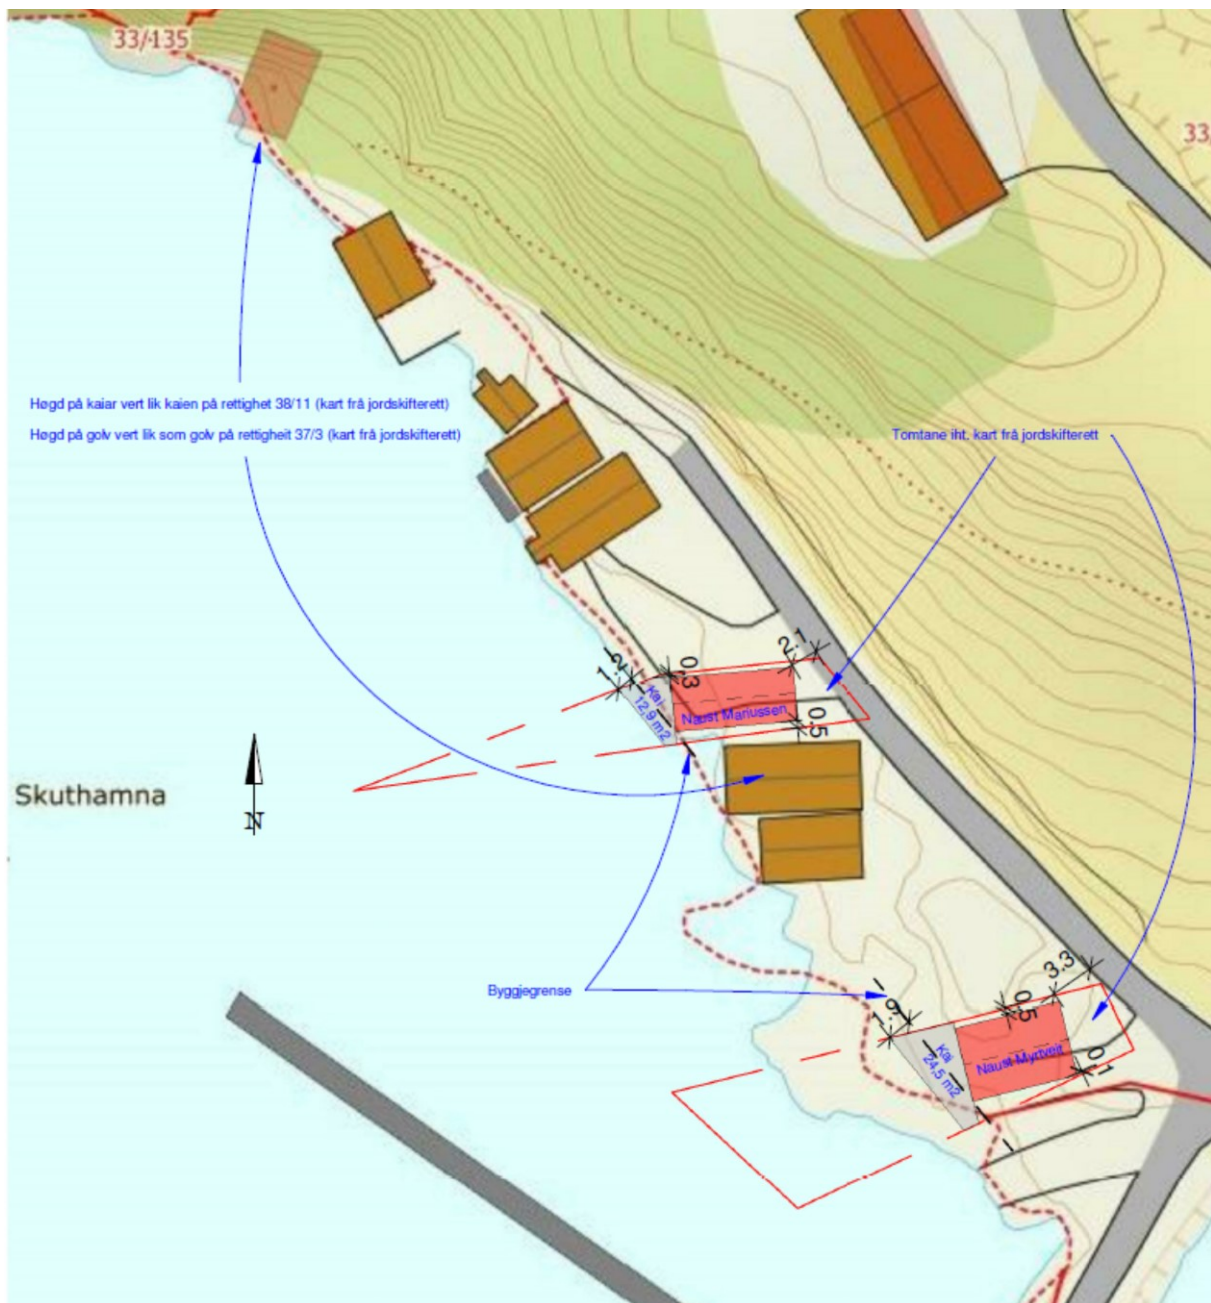 33/135
33/
Høgd på kaiar vert lik kaien på rettighet 38/11 (kart frå jordskifterett)
Høgd på golv vert lik som golv på rettigheit 37/3 (kart frå jordskifterett)
Tomtane iht. kart frå jordskifterett
2.1
0.3
1.2
Kai
12,9 m2
Naust Mariussen
0.5
Skuthamna
N
Byggjegrense
3.3
0.5
1.9
Kai
24,5 m2
Naust Myrtveit
0.1